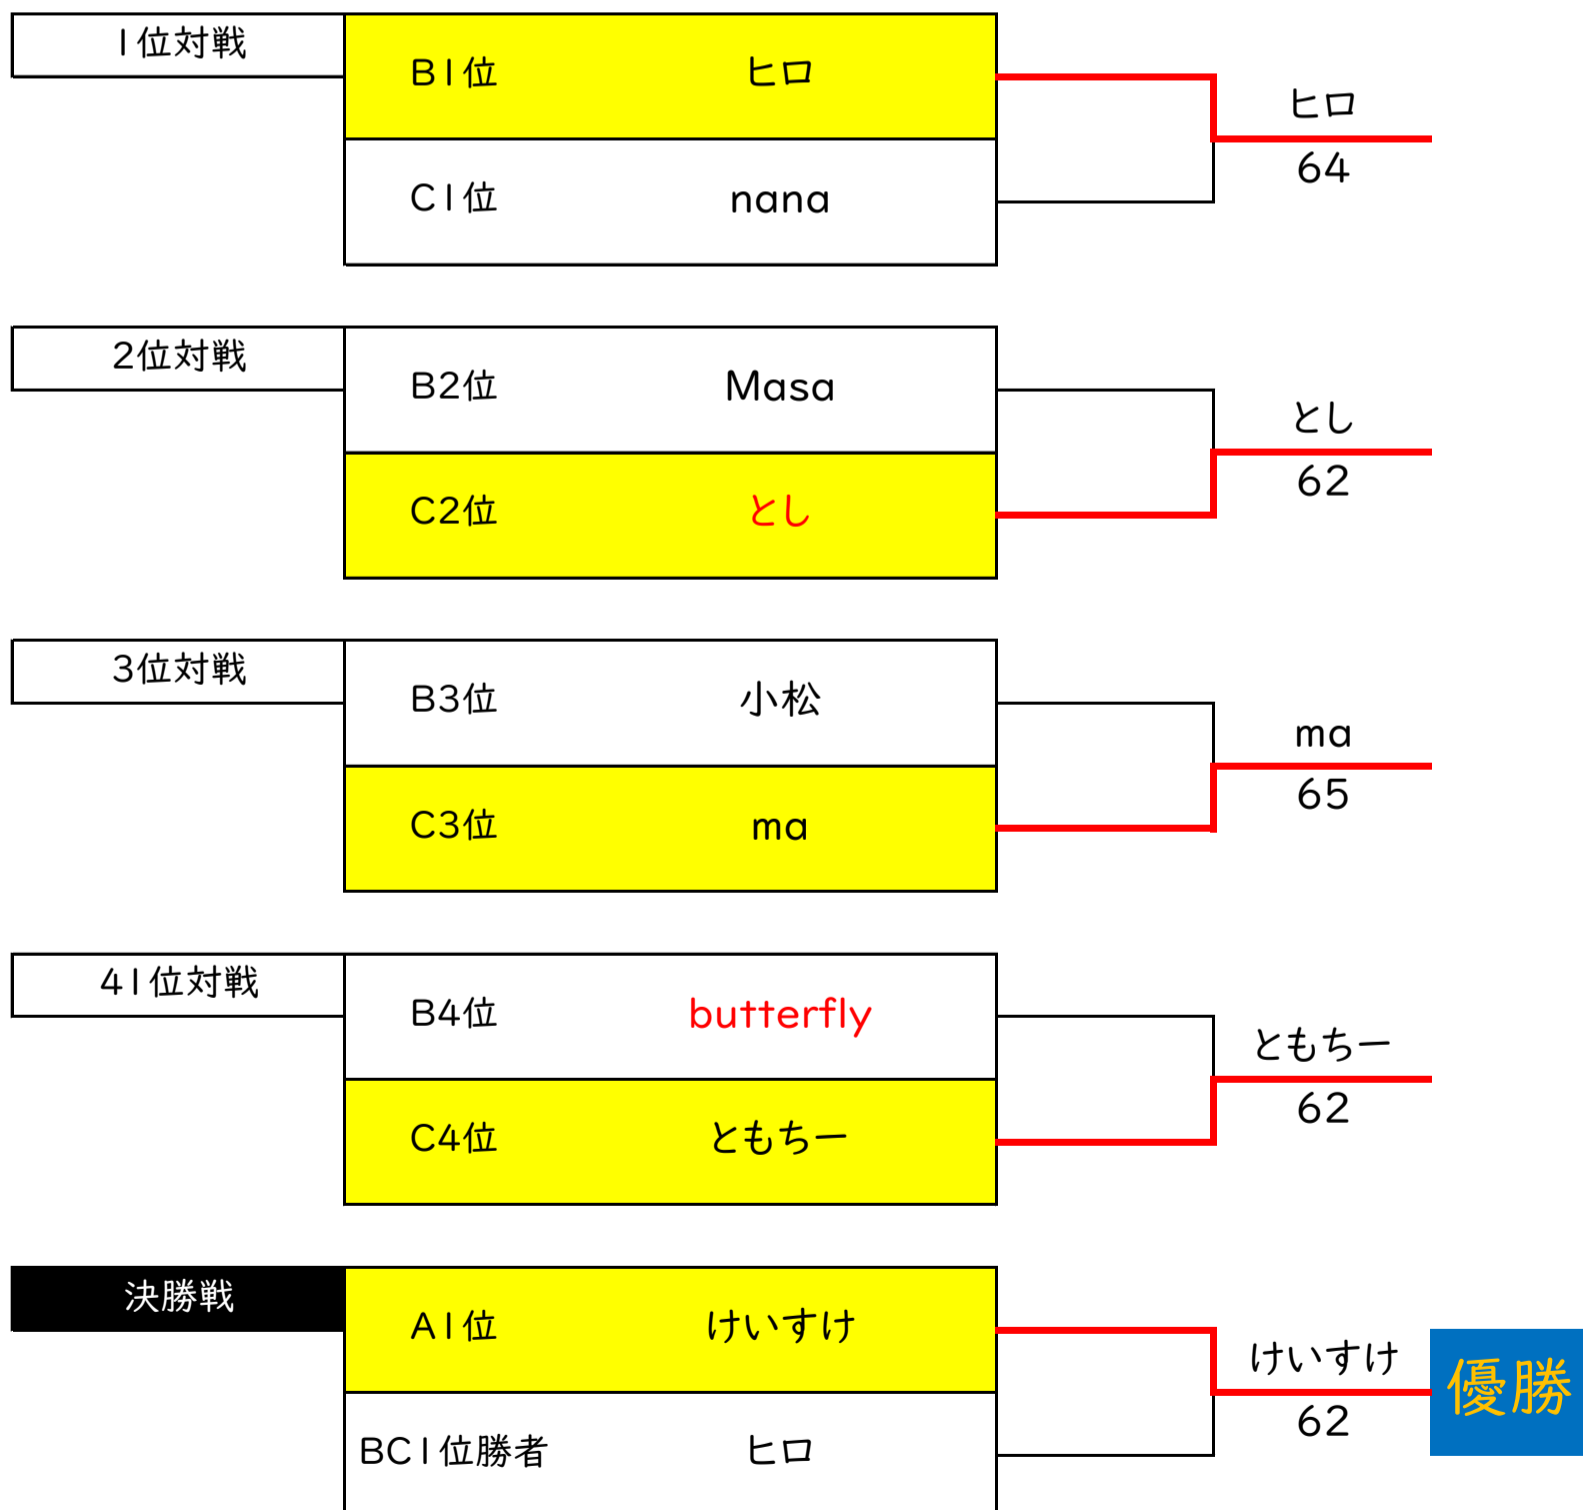 1位対戦
B1位 ヒロ
ヒロ
64
C1位 nana
2位対戦
B2位 Masa
とし
62
C2位 とし
3位対戦
B3位 小松
ma
65
C3位 ma
41位対戦
B4位 butterfly
ともちー
62
C4位 ともちー
決勝戦
A1位 けいすけ
けいすけ
優勝
62
BC1位勝者 ヒロ